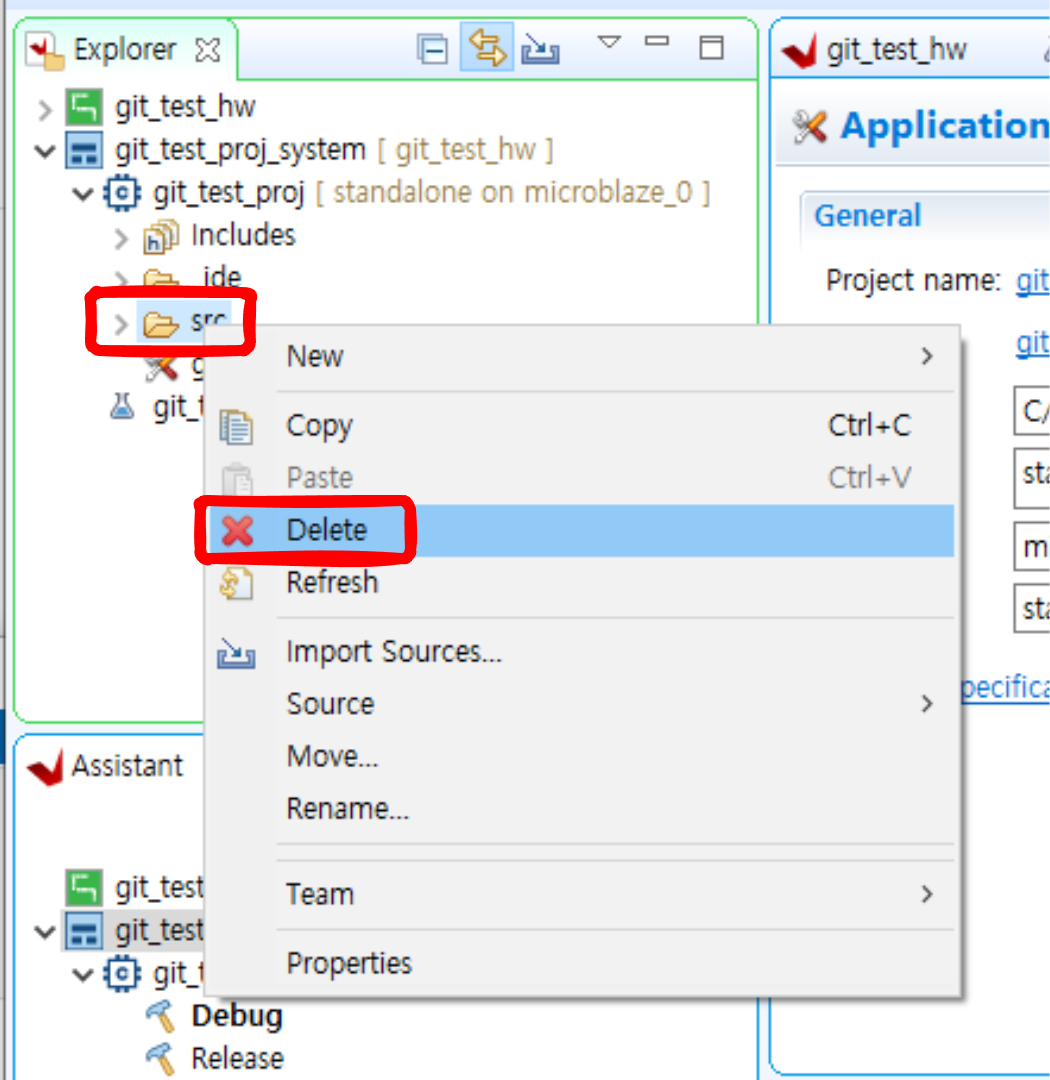 Explorer
git_test_hw
git_test_hw
git_test_proj_system [ git_test_hw ]
git_test_proj [ standalone on microblaze_0 ]
Includes
_ide
src
git_t
New
Copy Ctrl+C
Paste Ctrl+V
Delete
Refresh
Import Sources...
Source
Move...
Rename...
Team
Properties
Application
General
Project name: git
git
C/
sta
m
sta
pecifica
Assistant
git_test
git_test
git_t
Debug
Release